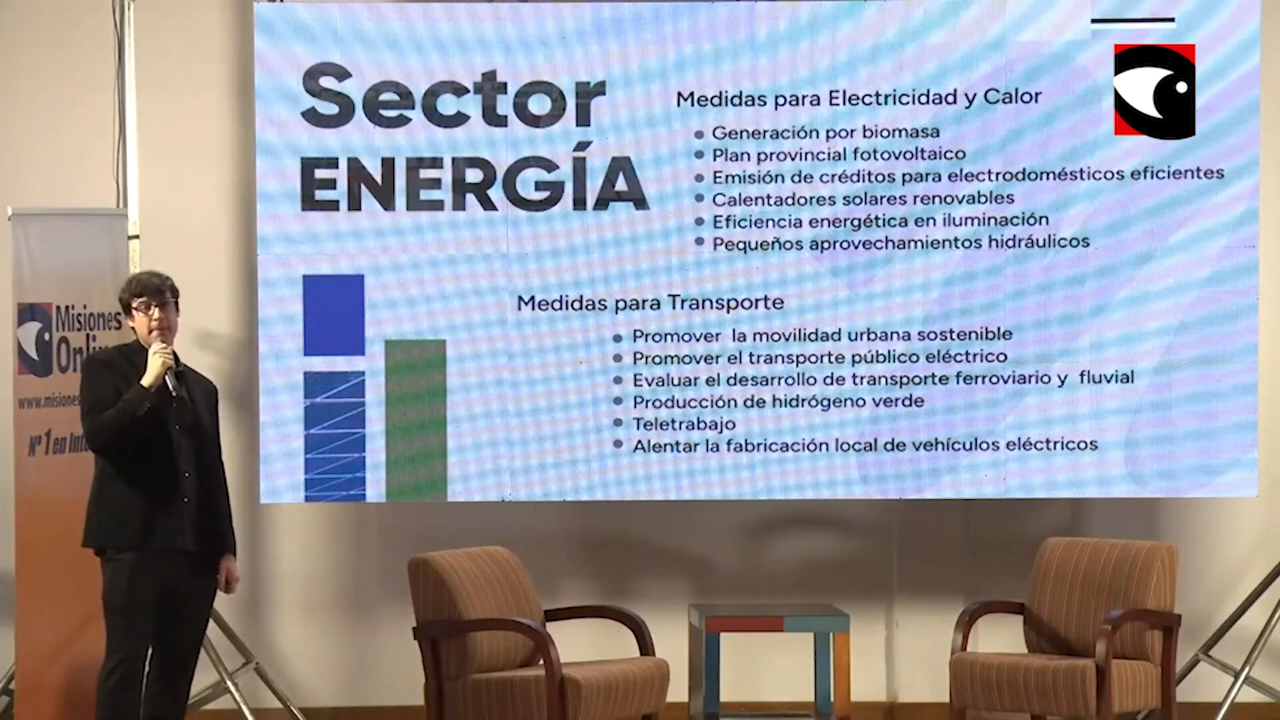 Sector
ENERGÍA
Medidas para Electricidad y Calor
Generación por biomasa
Plan provincial fotovoltaico
Emisión de créditos para electrodomésticos eficientes
Calentadores solares renovables
Eficiencia energética en iluminación
Pequeños aprovechamientos hidráulicos
Medidas para Transporte
Promover la movilidad urbana sostenible
Promover el transporte público eléctrico
Evaluar el desarrollo de transporte ferroviario y fluvial
Producción de hidrógeno verde
Teletrabajo
Alentar la fabricación local de vehículos eléctricos
Misiones
Nº 1 en